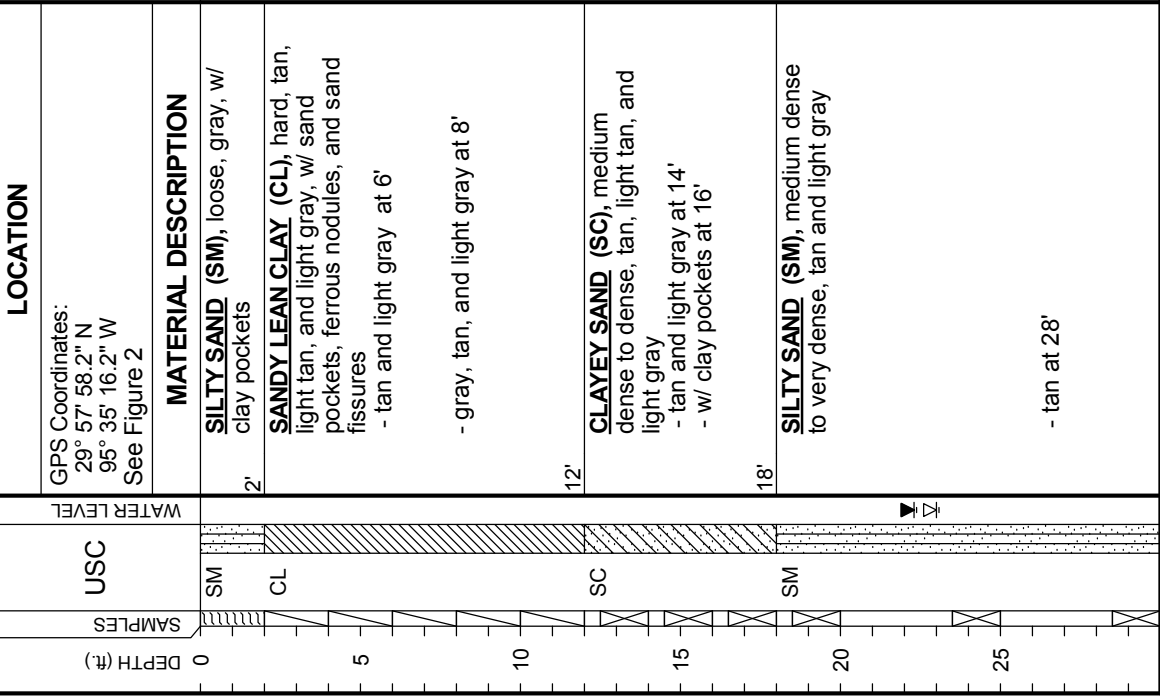 LOCATION
GPS Coordinates:
29° 57' 58.2" N
95° 35' 16.2" W
See Figure 2
DEPTH (ft.)
SAMPLES
USC
WATER LEVEL
MATERIAL DESCRIPTION
0
SM
SILTY SAND (SM), loose, gray, w/
clay pockets
2'
CL
SANDY LEAN CLAY (CL), hard, tan,
light tan, and light gray, w/ sand
pockets, ferrous nodules, and sand
fissures
5
- tan and light gray at 6'
- gray, tan, and light gray at 8'
10
12'
SC
CLAYEY SAND (SC), medium
dense to dense, tan, light tan, and
light gray
- tan and light gray at 14'
15
- w/ clay pockets at 16'
18'
SM
SILTY SAND (SM), medium dense
to very dense, tan and light gray
20
25
- tan at 28'